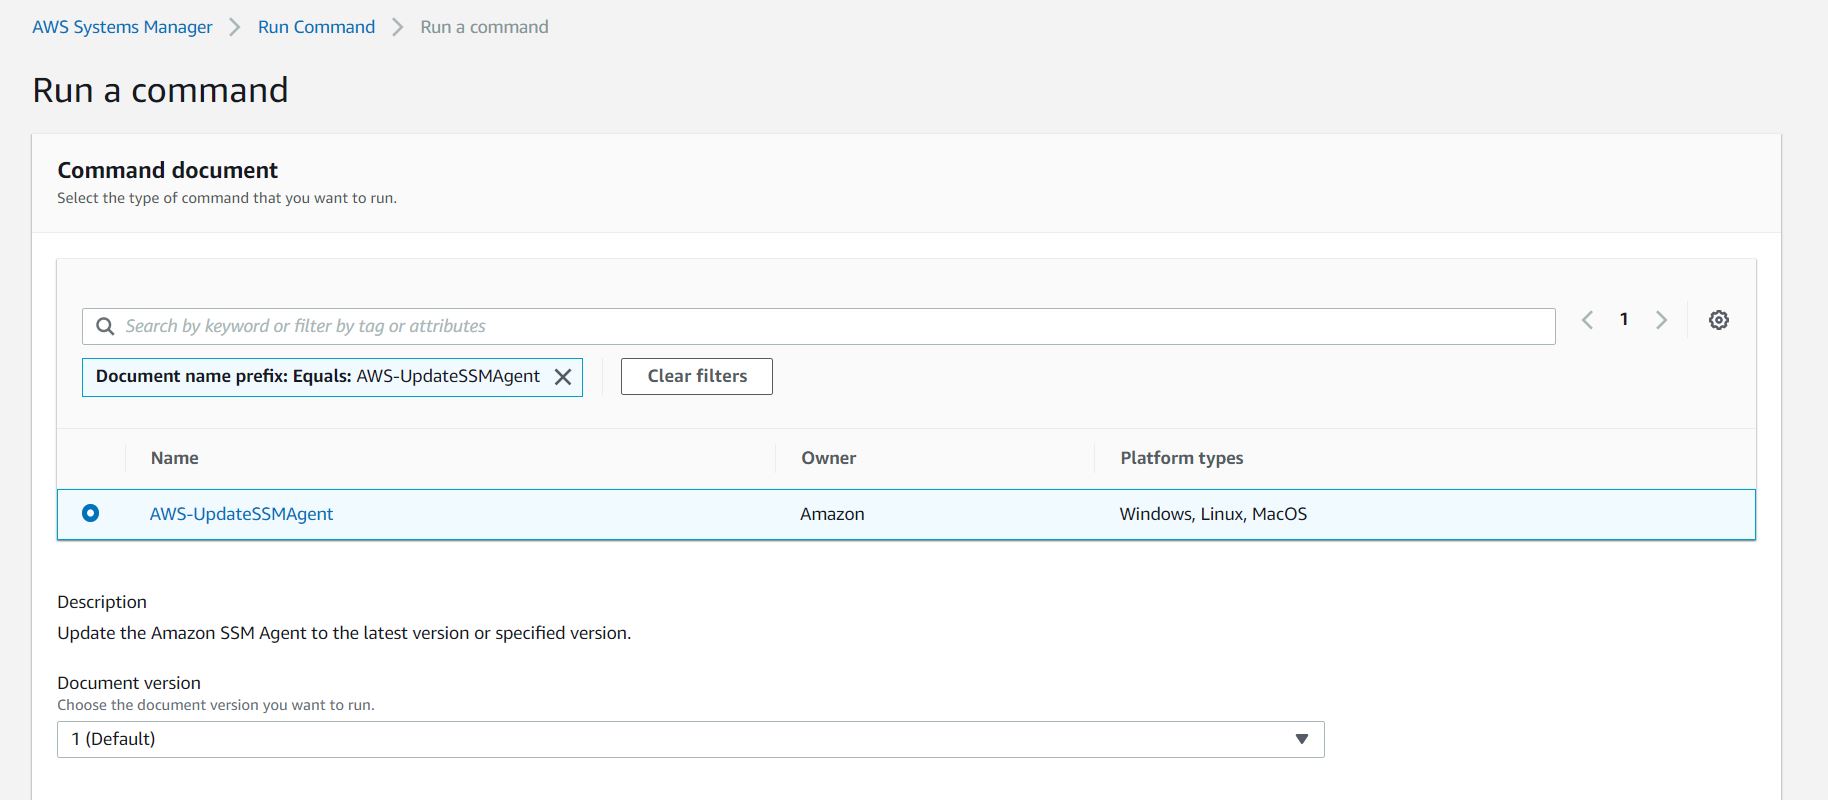 AWS Systems Manager > Run Command > Run a command
Run a command
Command document
Select the type of command that you want to run.
Search by keyword or filter by tag or attributes
1
Document name prefix: Equals: AWS-UpdateSSMAgent
Clear filters
Name Owner Platform types
AWS-UpdateSSMAgent Amazon Windows, Linux, MacOS
Description
Update the Amazon SSM Agent to the latest version or specified version.
Document version
Choose the document version you want to run.
1 (Default)